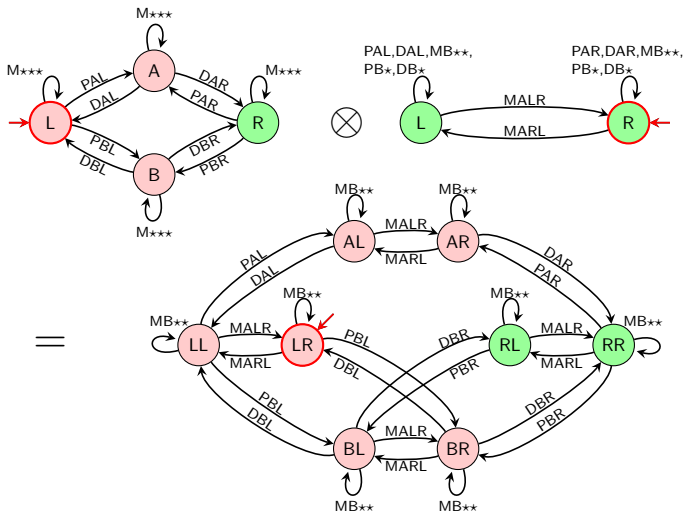 M⋆⋆⋆
M⋆⋆⋆
PAL
DAL
A
DAR
PAR
M⋆⋆⋆
L
R
PBL
DBL
B
DBR
PBR
M⋆⋆⋆
⊗
PAL,DAL,MB⋆⋆,
PB⋆,DB⋆
PAR,DAR,MB⋆⋆,
PB⋆,DB⋆
L
MALR
MARL
R
=
MB⋆⋆
MB⋆⋆
AL
MALR
MARL
AR
PAL
DAL
DAR
PAR
MB⋆⋆
LL
MALR
MARL
MB⋆⋆
LR
PBL
DBL
DBR
PBR
MB⋆⋆
RL
MALR
MARL
RR
MB⋆⋆
PBL
DBL
DBR
PBR
BL
MALR
MARL
BR
MB⋆⋆
MB⋆⋆